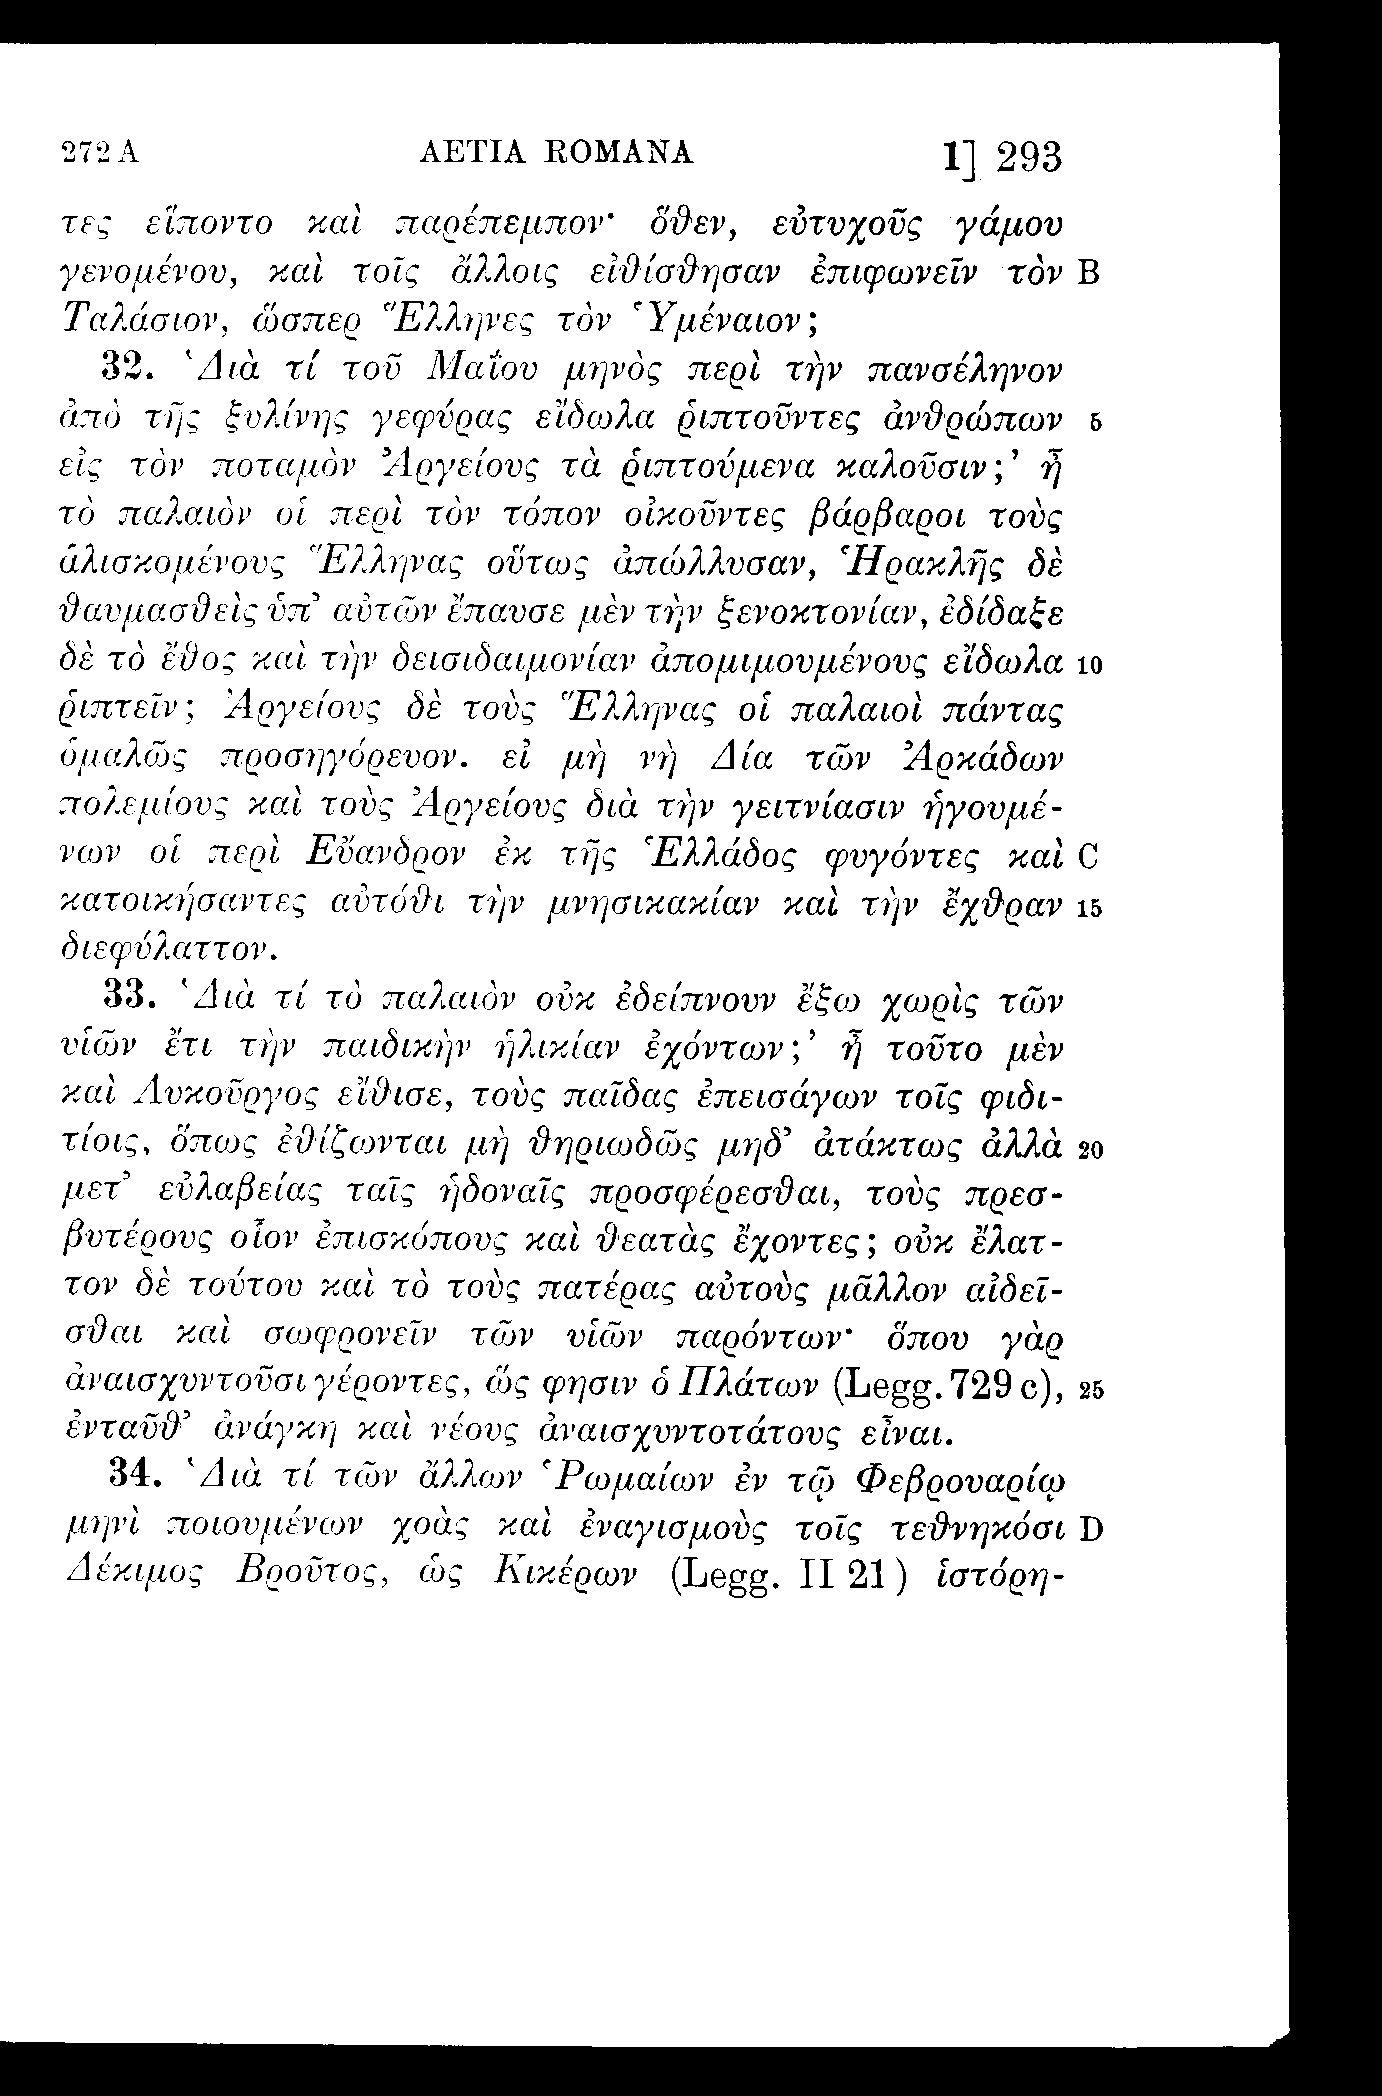 272 A AETIA ROMANA 1] 293
τες εἵποντο καὶ παρέπεμπον· ὅθεν, εὐτυχοῦς γάμου
γενομένου, καὶ τοῖς ἄλλοις εἰθίσθησαν ἐπιφωνεῖν τὸν B
Ταλάσιον, ὥσπερ Ἕλληνες τὸν Ὑμέναιον;
32. ‘Διὰ τί τοῦ Μαΐου μηνὸς περὶ τὴν πανσέληνον
ἀπὸ τῆς ξυλίνης γεφύρας εἴδωλα ῥιπτοῦντες ἀνθρώπων 5
εἰς τὸν ποταμὸν Ἀργείους τὰ ῥιπτούμενα καλοῦσιν;’ ἦ
τὸ παλαιὸν οἱ περὶ τὸν τόπον οἰκοῦντες βάρβαροι τοὺς
ἁλισκομένους Ἕλληνας οὕτως ἀπώλλυσαν, Ἡρακλῆς δὲ
θαυμασθεὶς ὑπ’ αὐτῶν ἔπαυσε μὲν τὴν ξενοκτονίαν, ἐδίδαξε
δὲ τὸ ἔθος καὶ τὴν δεισιδαιμονίαν ἀπομιμουμένους εἴδωλα 10
ῥιπτεῖν; Ἀργείους δὲ τοὺς Ἕλληνας οἱ παλαιοὶ πάντας
ὁμαλῶς προσηγόρευον. εἰ μὴ νὴ Δία τῶν Ἀρκάδων
πολεμίους καὶ τοὺς Ἀργείους διὰ τὴν γειτνίασιν ἡγουμέ-
νων οἱ περὶ Εὔανδρον ἐκ τῆς Ἑλλάδος φυγόντες καὶ C
κατοικήσαντες αὐτόθι τὴν μνησικακίαν καὶ τὴν ἔχθραν 15
διεφύλαττον.
33. ‘Διὰ τί τὸ παλαιὸν οὐκ ἐδείπνουν ἔξω χωρὶς τῶν
υἱῶν ἔτι τὴν παιδικὴν ἡλικίαν ἐχόντων;’ ἦ τοῦτο μὲν
καὶ Λυκοῦργος εἴθισε, τοὺς παῖδας ἐπεισάγων τοῖς φιδι-
τίοις, ὅπως ἐθίζωνται μὴ θηριωδῶς μηδ’ ἀτάκτως ἀλλὰ 20
μετ’ εὐλαβείας ταῖς ἡδοναῖς προσφέρεσθαι, τοὺς πρεσ-
βυτέρους οἷον ἐπισκόπους καὶ θεατὰς ἔχοντες; οὐκ ἔλατ-
τον δὲ τούτου καὶ τὸ τοὺς πατέρας αὐτοὺς μᾶλλον αἰδεῖ-
σθαι καὶ σωφρονεῖν τῶν υἱῶν παρόντων· ὅπου γὰρ
ἀναισχυντοῦσι γέροντες, ὥς φησιν ὁ Πλάτων (Legg. 729 c), 25
ἐνταῦθ’ ἀνάγκη καὶ νέους ἀναισχυντοτάτους εἶναι.
34. ‘Διὰ τί τῶν ἄλλων Ῥωμαίων ἐν τῷ Φεβρουαρίῳ
μηνὶ ποιουμένων χοὰς καὶ ἐναγισμοὺς τοῖς τεθνηκόσι D
Δέκιμος Βροῦτος, ὡς Κικέρων (Legg. II 21) ἱστόρη-